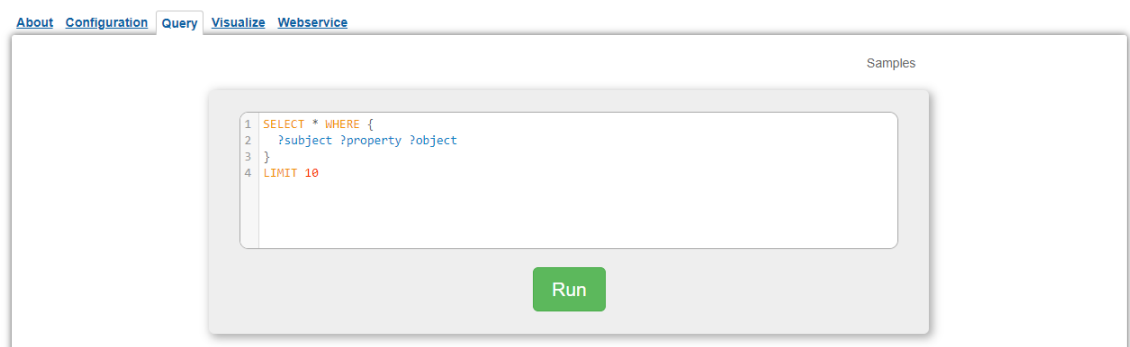 About Configuration Query Visualize Webservice
Samples
1 SELECT * WHERE {
2 ?subject ?property ?object
3 }
4 LIMIT 10
Run